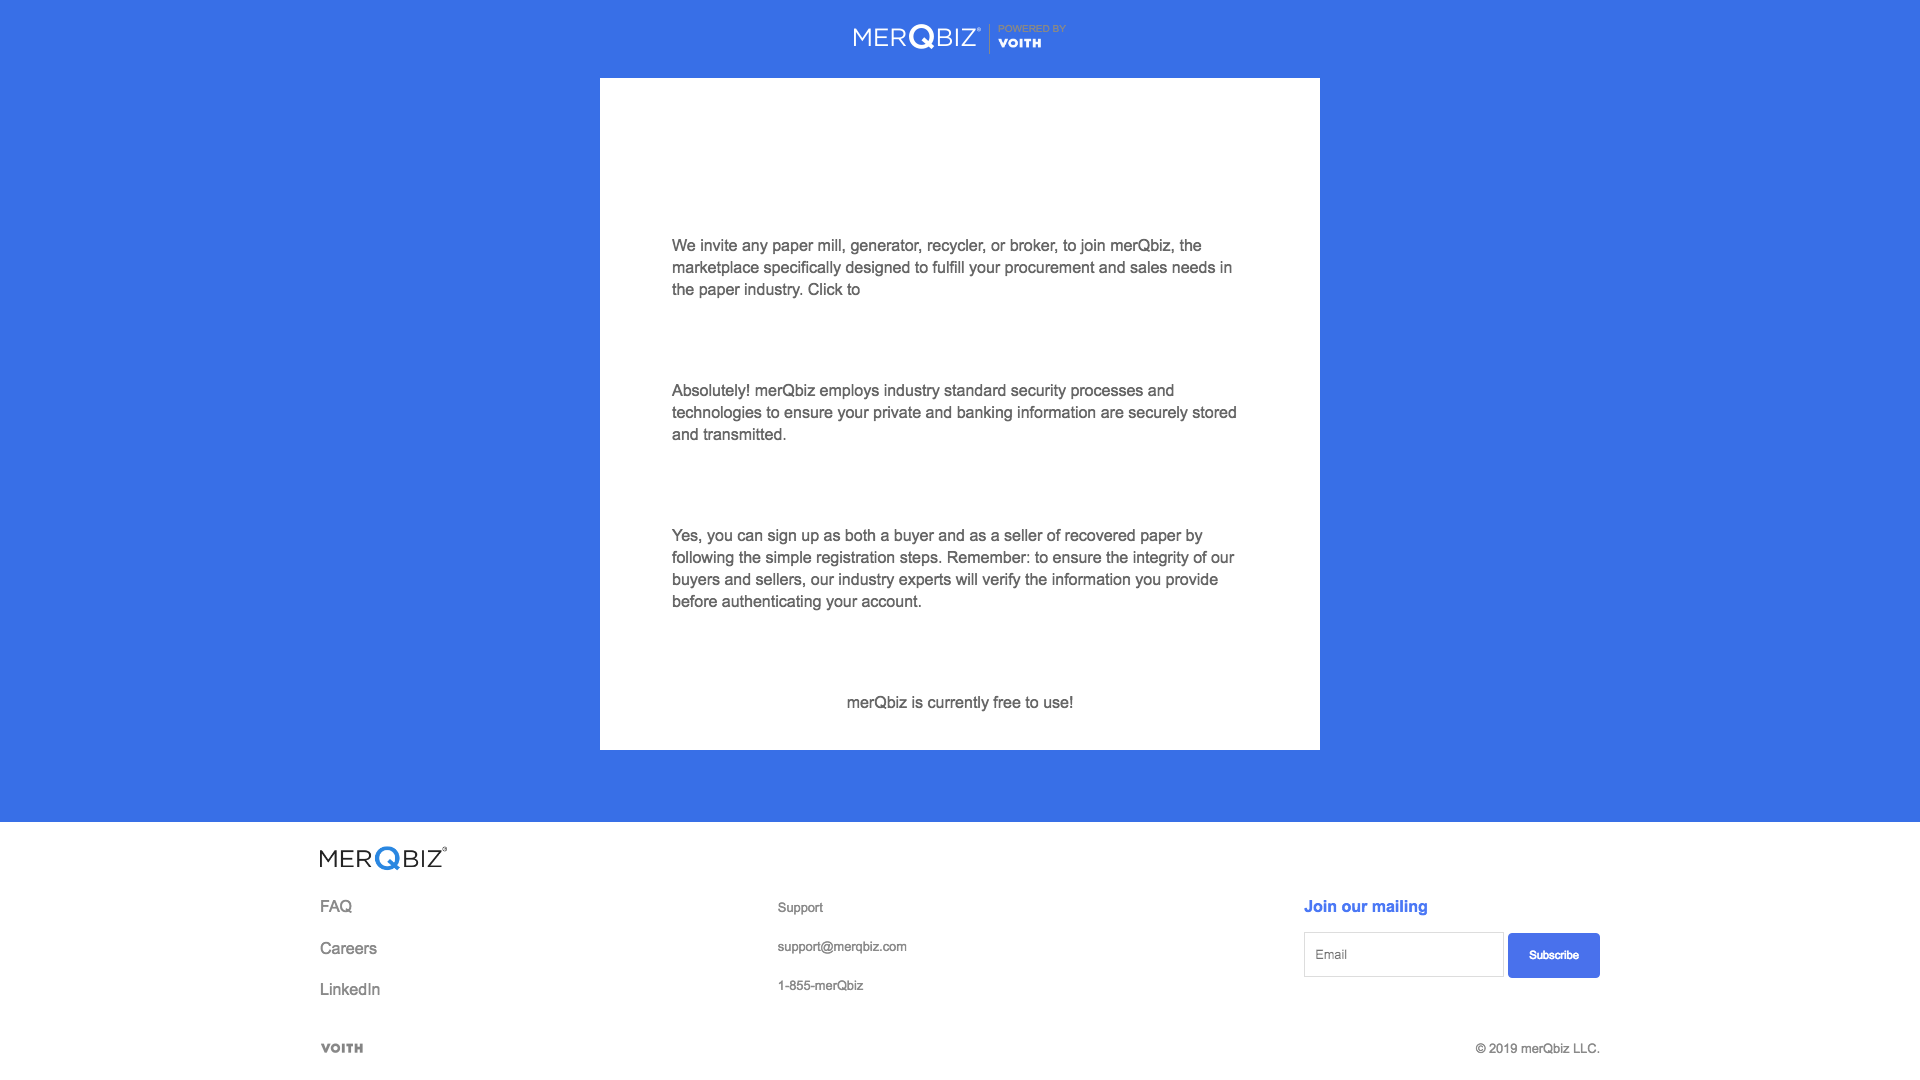 MERQBIZ® POWERED BY
VOITH
We invite any paper mill, generator, recycler, or broker, to join merQbiz, the
marketplace specifically designed to fulfill your procurement and sales needs in
the paper industry. Click to
Absolutely! merQbiz employs industry standard security processes and
technologies to ensure your private and banking information are securely stored
and transmitted.
Yes, you can sign up as both a buyer and as a seller of recovered paper by
following the simple registration steps. Remember: to ensure the integrity of our
buyers and sellers, our industry experts will verify the information you provide
before authenticating your account.
merQbiz is currently free to use!
MERQBIZ®
FAQ
Careers
LinkedIn
Support
support@merqbiz.com
1-855-merQbiz
Join our mailing
Email
Subscribe
VOITH
© 2019 merQbiz LLC.